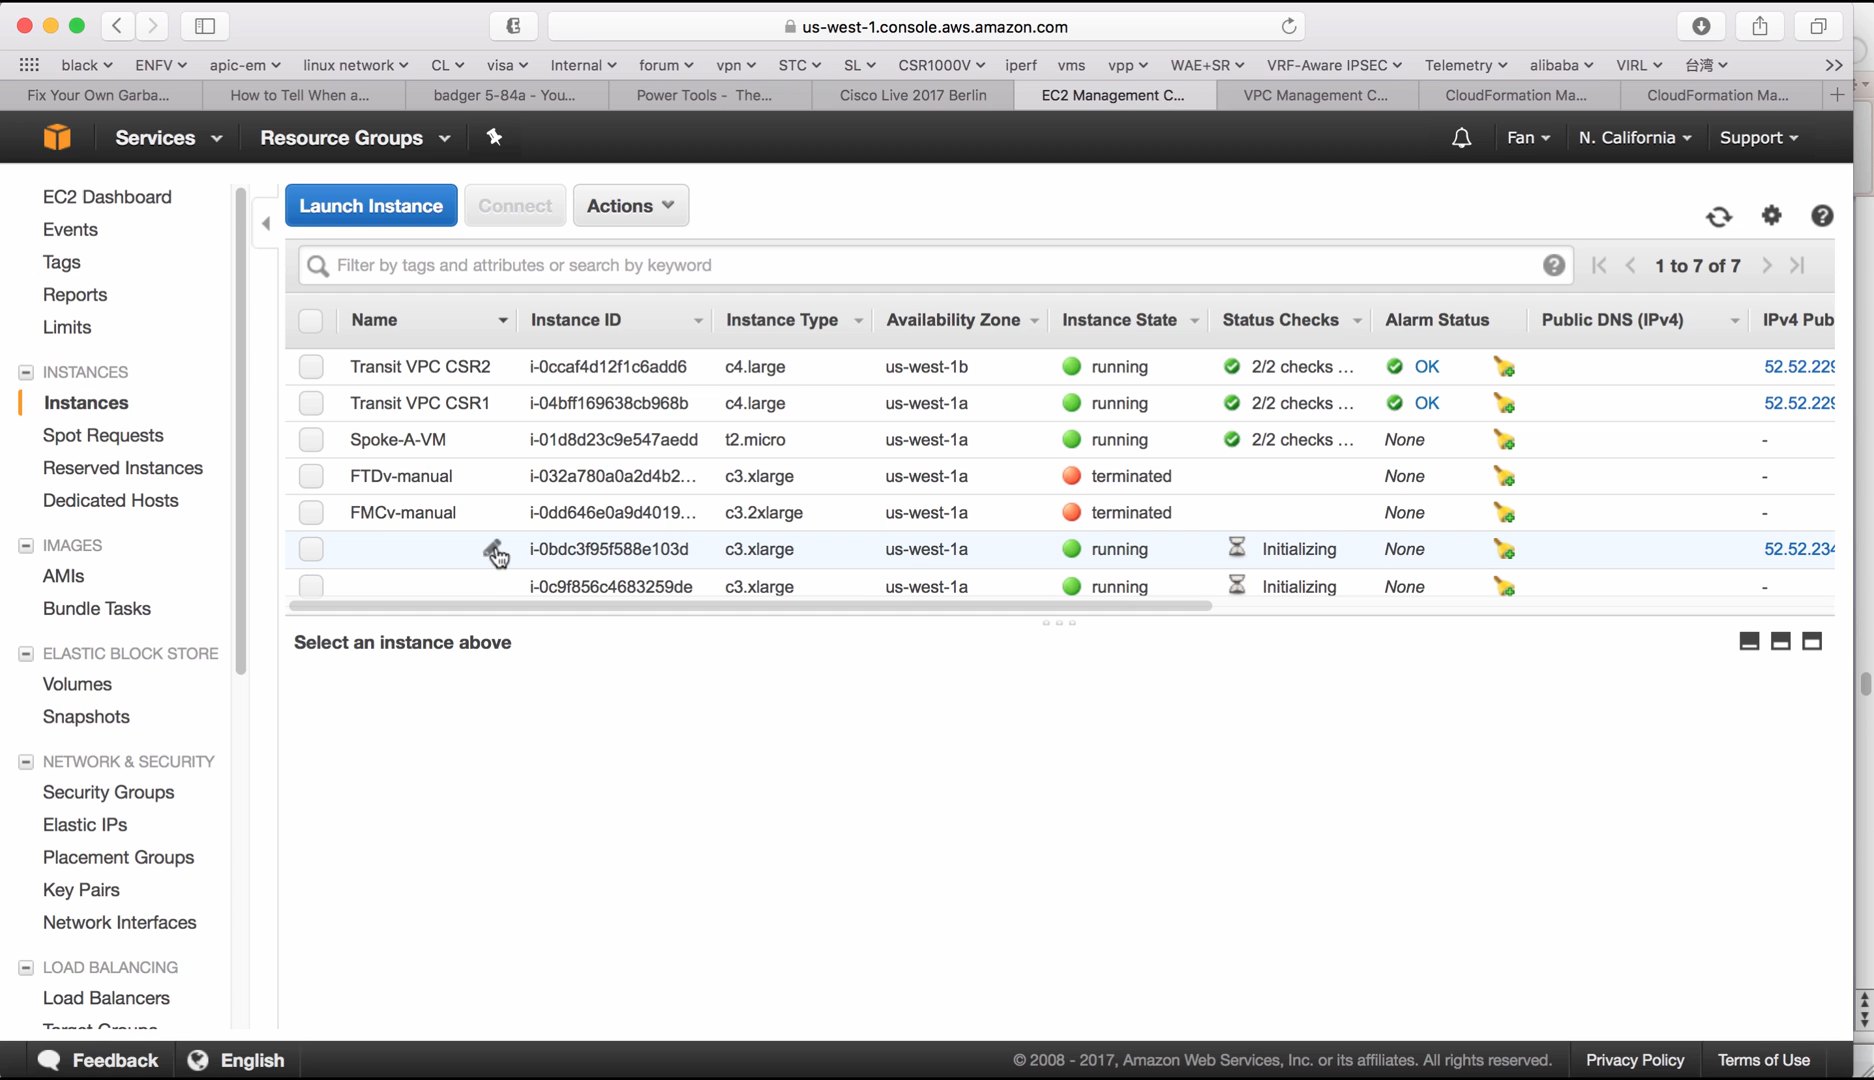 us-west-1.console.aws.amazon.com
black ENFV apic-em linux network CL visa Internal forum vpn STC SL CSR1000V iperf vms vpp WAE+SR VRF-Aware IPSEC Telemetry alibaba VIRL 台湾
Fix Your Own Garba... How to Tell When a... badger 5-84a - You... Power Tools - The... Cisco Live 2017 Berlin EC2 Management C... VPC Management C... CloudFormation Ma... CloudFormation Ma...
Services Resource Groups Fan N. California Support
EC2 Dashboard
Events
Tags
Reports
Limits
INSTANCES
Instances
Spot Requests
Reserved Instances
Dedicated Hosts
IMAGES
AMIs
Bundle Tasks
ELASTIC BLOCK STORE
Volumes
Snapshots
NETWORK & SECURITY
Security Groups
Elastic IPs
Placement Groups
Key Pairs
Network Interfaces
LOAD BALANCING
Load Balancers
Target Groups
Launch Instance Connect Actions
Filter by tags and attributes or search by keyword 1 to 7 of 7
Name Instance ID Instance Type Availability Zone Instance State Status Checks Alarm Status Public DNS (IPv4) IPv4 Pub
Transit VPC CSR2 i-0ccaf4d12f1c6add6 c4.large us-west-1b running 2/2 checks ... OK 52.52.229
Transit VPC CSR1 i-04bff169638cb968b c4.large us-west-1a running 2/2 checks ... OK 52.52.229
Spoke-A-VM i-01d8d23c9e547aedd t2.micro us-west-1a running 2/2 checks ... None -
FTDv-manual i-032a780a0a2d4b2... c3.xlarge us-west-1a terminated None -
FMCv-manual i-0dd646e0a9d4019... c3.2xlarge us-west-1a terminated None -
i-0bdc3f95f588e103d c3.xlarge us-west-1a running Initializing None 52.52.234
i-0c9f856c4683259de c3.xlarge us-west-1a running Initializing None -
Select an instance above
Feedback English © 2008 - 2017, Amazon Web Services, Inc. or its affiliates. All rights reserved. Privacy Policy Terms of Use